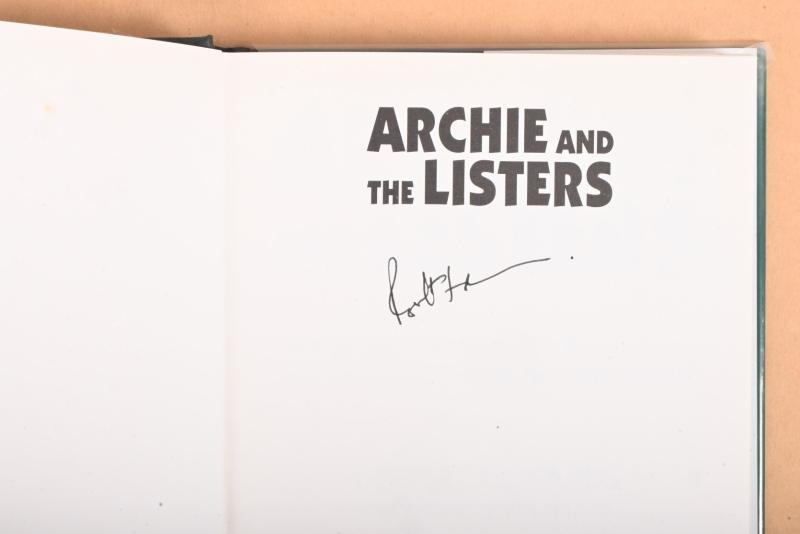 ARCHIE AND
THE LISTERS